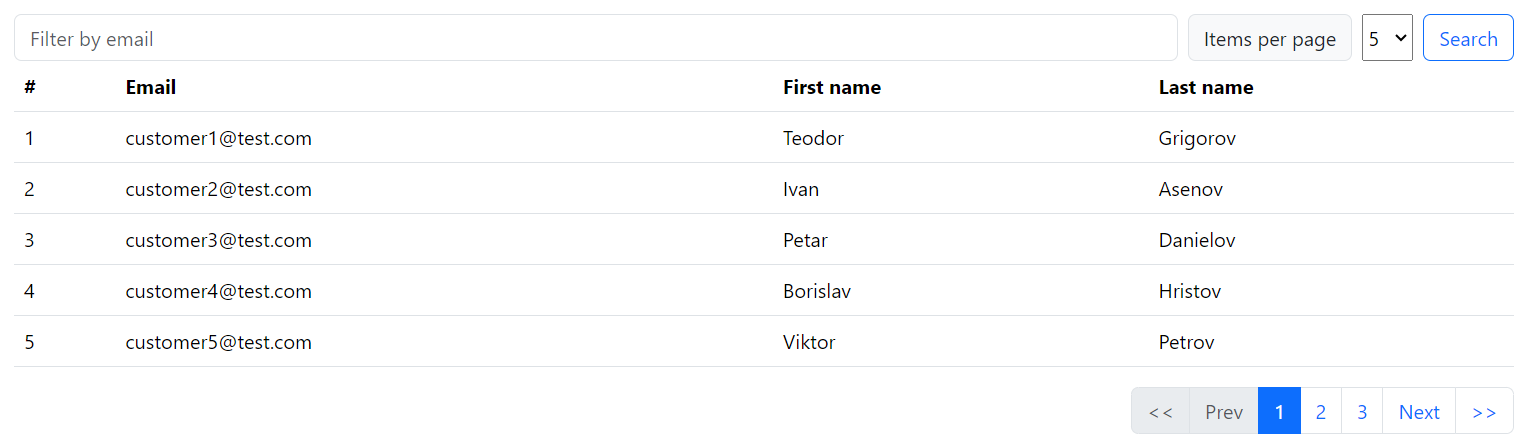 Filter by email Items per page 5 Search
# Email First name Last name
1 customer1@test.com Teodor Grigorov
2 customer2@test.com Ivan Asenov
3 customer3@test.com Petar Danielov
4 customer4@test.com Borislav Hristov
5 customer5@test.com Viktor Petrov
<< Prev 1 2 3 Next >>